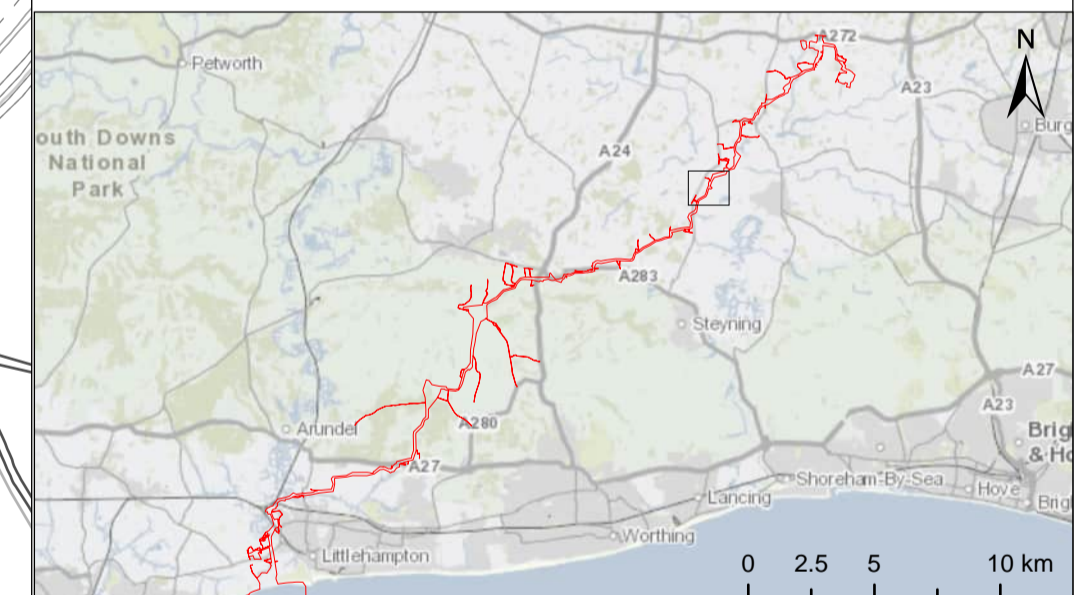 A272
N
Petworth
A23
Burg
outh Downs
National
Park
A24
A283
Steyning
A27
A23
Arundel
A280
Brig
& Ho
A27
Shoreham-By-Sea
Hove
Lancing
Brig
Worthing
Littlehampton
0 2.5 5 10 km